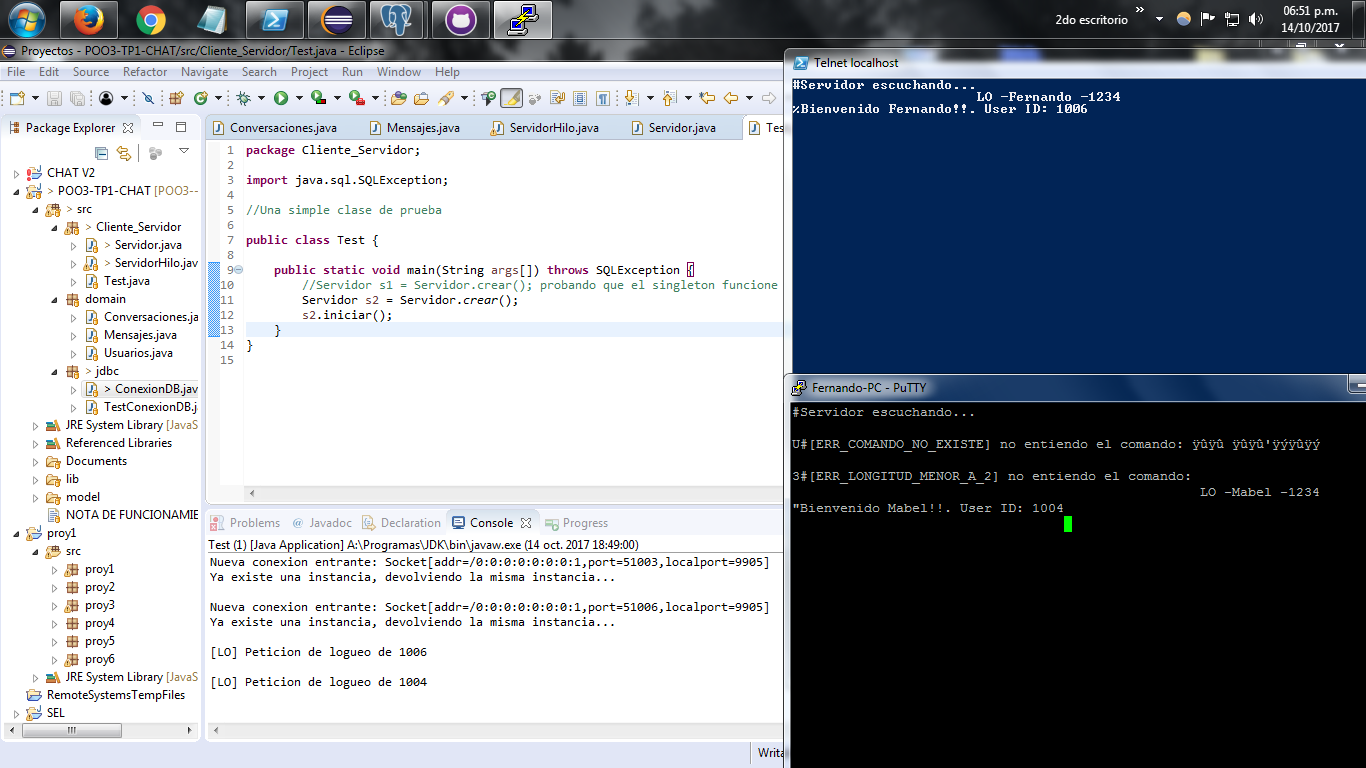 2do escritorio
»
06:51 p.m.
14/10/2017
Proyectos - POO3-TP1-CHAT/src/Cliente_Servidor/Test.java - Eclipse
File Edit Source Refactor Navigate Search Project Run Window Help
Package Explorer
CHAT V2
> POO3-TP1-CHAT [POO3--
> src
> Cliente_Servidor
> Servidor.java
> ServidorHilo.jav
Test.java
domain
Conversaciones.ja
Mensajes.java
Usuarios.java
> jdbc
> ConexionDB.jav
TestConexionDB.j
JRE System Library [JavaS
Referenced Libraries
Documents
lib
model
NOTA DE FUNCIONAMIE
proy1
src
proy1
proy2
proy3
proy4
proy5
proy6
JRE System Library [JavaS
RemoteSystemsTempFiles
SEL
Conversaciones.java Mensajes.java ServidorHilo.java Servidor.java Tes
1 package Cliente_Servidor;
2
3 import java.sql.SQLException;
4
5 //Una simple clase de prueba
6
7 public class Test {
8
9 public static void main(String args[]) throws SQLException {
10 //Servidor s1 = Servidor.crear(); probando que el singleton funcione
11 Servidor s2 = Servidor.crear();
12 s2.iniciar();
13 }
14 }
15
Problems @ Javadoc Declaration Console Progress
Test (1) [Java Application] A:\Programas\JDK\bin\javaw.exe (14 oct. 2017 18:49:00)
Nueva conexion entrante: Socket[addr=/0:0:0:0:0:0:0:1,port=51003,localport=9905]
Ya existe una instancia, devolviendo la misma instancia...
Nueva conexion entrante: Socket[addr=/0:0:0:0:0:0:0:1,port=51006,localport=9905]
Ya existe una instancia, devolviendo la misma instancia...
[LO] Peticion de logueo de 1006
[LO] Peticion de logueo de 1004
Writa
Telnet localhost
#Servidor escuchando...
LO -Fernando -1234
%Bienvenido Fernando!!. User ID: 1006
Fernando-PC - PuTTY
#Servidor escuchando...
U#[ERR_COMANDO_NO_EXISTE] no entiendo el comando: ÿûÿû ÿûÿû'ÿýÿûÿý
3#[ERR_LONGITUD_MENOR_A_2] no entiendo el comando:
LO -Mabel -1234
"Bienvenido Mabel!!. User ID: 1004